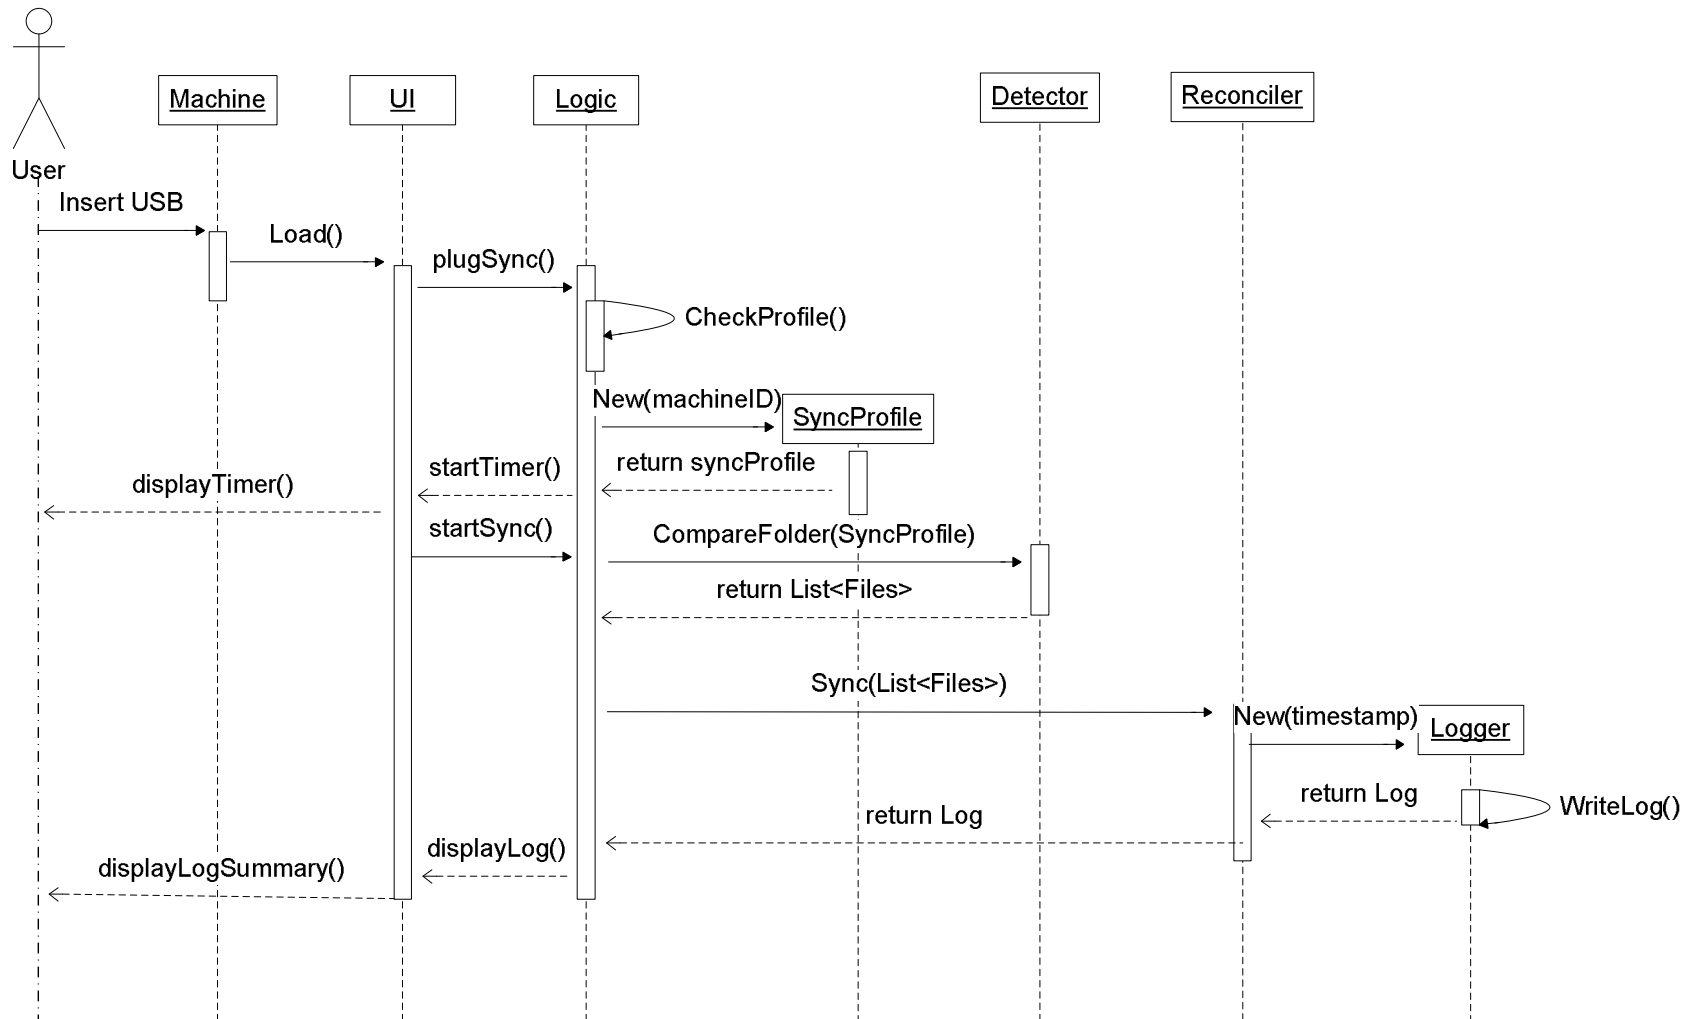 Machine
UI
Logic
Detector
Reconciler
User
Insert USB
Load()
plugSync()
CheckProfile()
New(machineID)
SyncProfile
return syncProfile
startTimer()
displayTimer()
startSync()
CompareFolder(SyncProfile)
return List<Files>
Sync(List<Files>)
New(timestamp)
Logger
return Log
WriteLog()
return Log
displayLog()
displayLogSummary()